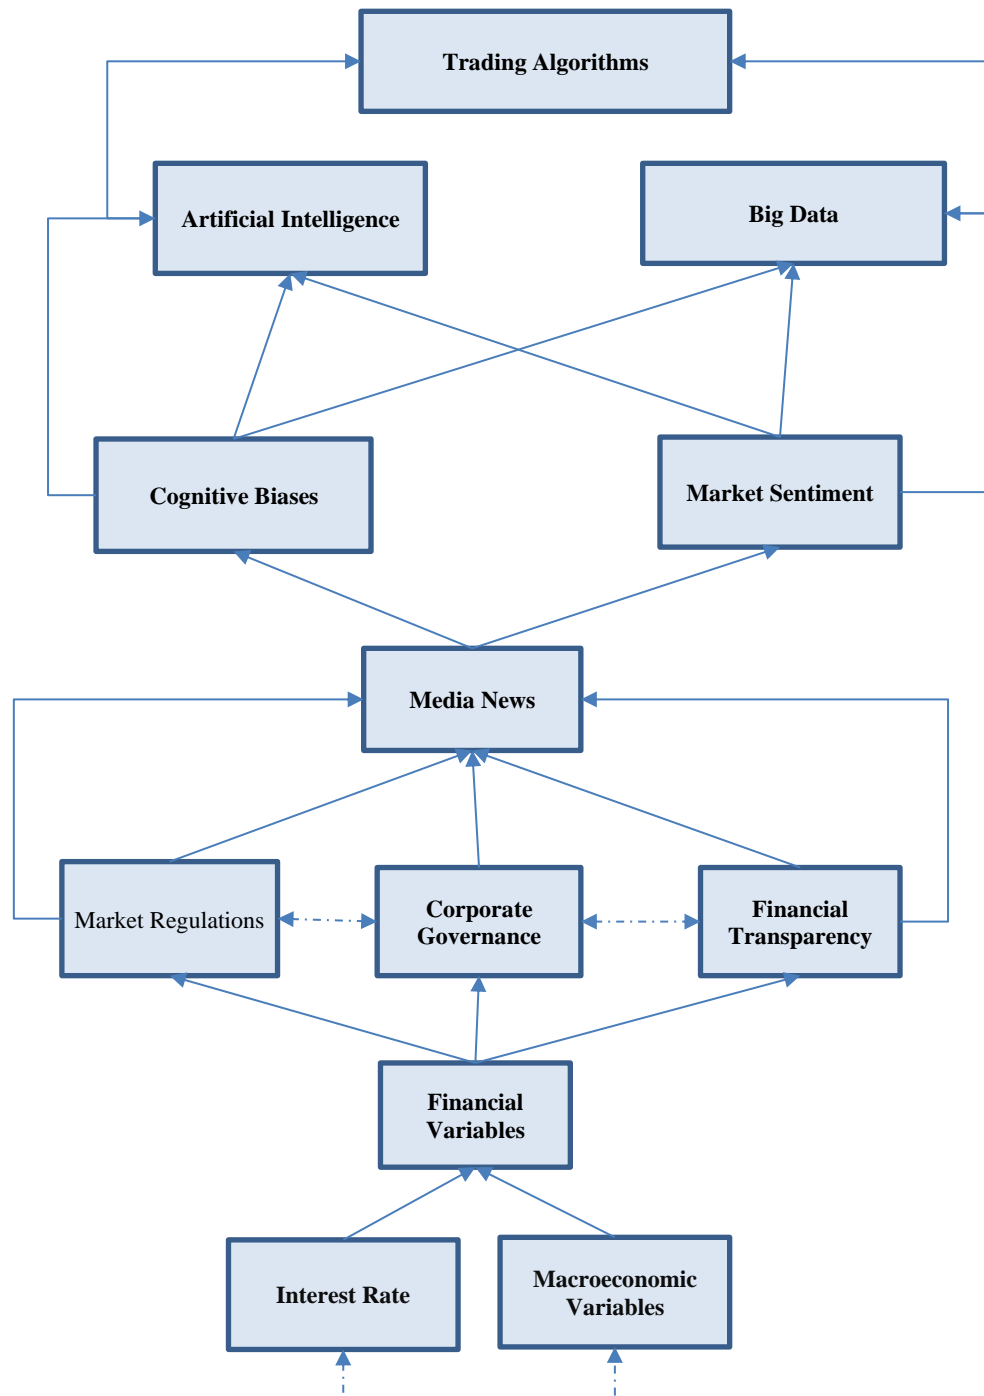 Trading Algorithms
Artificial Intelligence
Big Data
Cognitive Biases
Market Sentiment
Media News
Market Regulations
Corporate
Governance
Financial
Transparency
Financial
Variables
Interest Rate
Macroeconomic
Variables